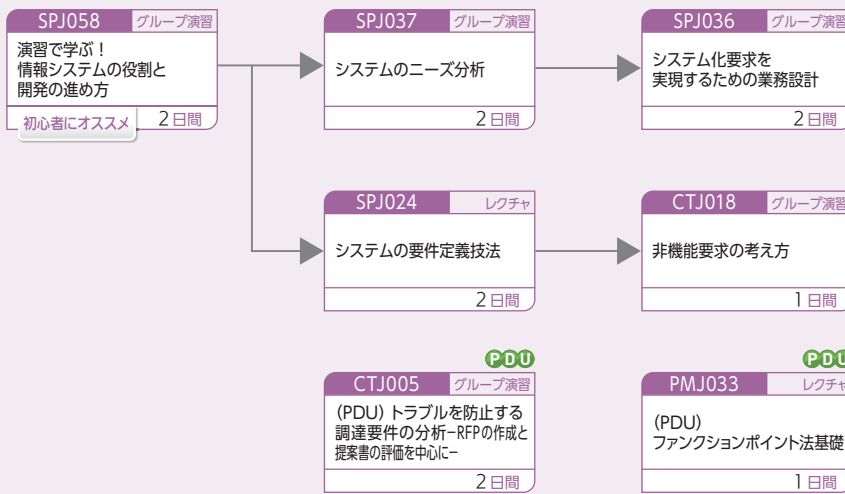 SPJ058 グループ演習
演習で学ぶ！
情報システムの役割と
開発の進め方
初心者にオススメ 2日間
SPJ037 グループ演習
システムのニーズ分析
2日間
SPJ036 グループ演習
システム化要求を
実現するための業務設計
2日間
SPJ024 レクチャ
システムの要件定義技法
2日間
CTJ018 グループ演習
非機能要求の考え方
1日間
PDU
CTJ005 グループ演習
(PDU) トラブルを防止する
調達要件の分析−RFPの作成と
提案書の評価を中心に−
2日間
PDU
PMJ033 レクチャ
(PDU)
ファンクションポイント法基礎
1日間